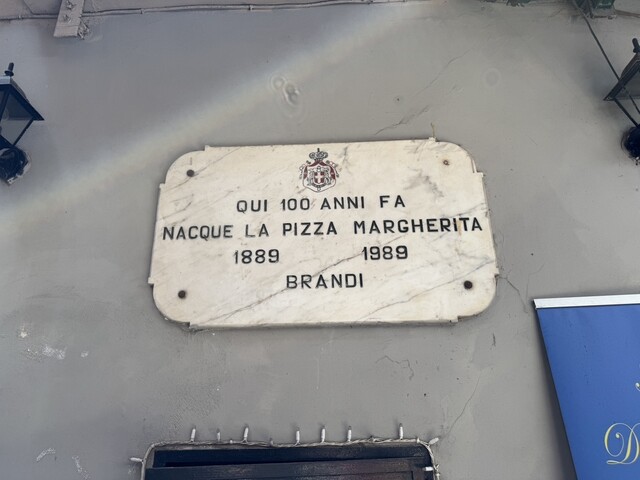 QUI 100 ANNI FA
NACQUE LA PIZZA MARGHERITA
1889 1989
BRANDI